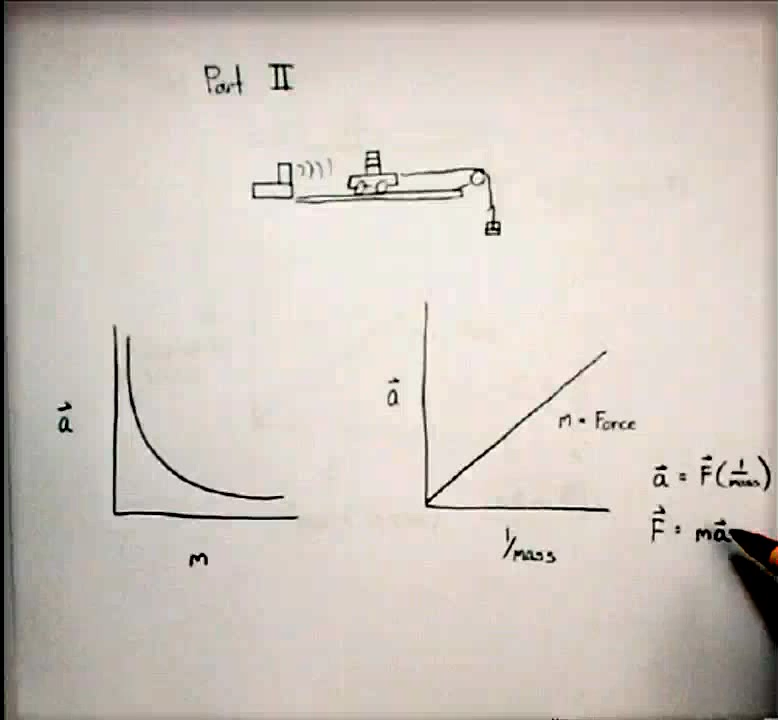 Part II
a⃗
m
a⃗
m = Force
1/mass
a⃗ = F⃗(1/mass)
F⃗ = ma⃗